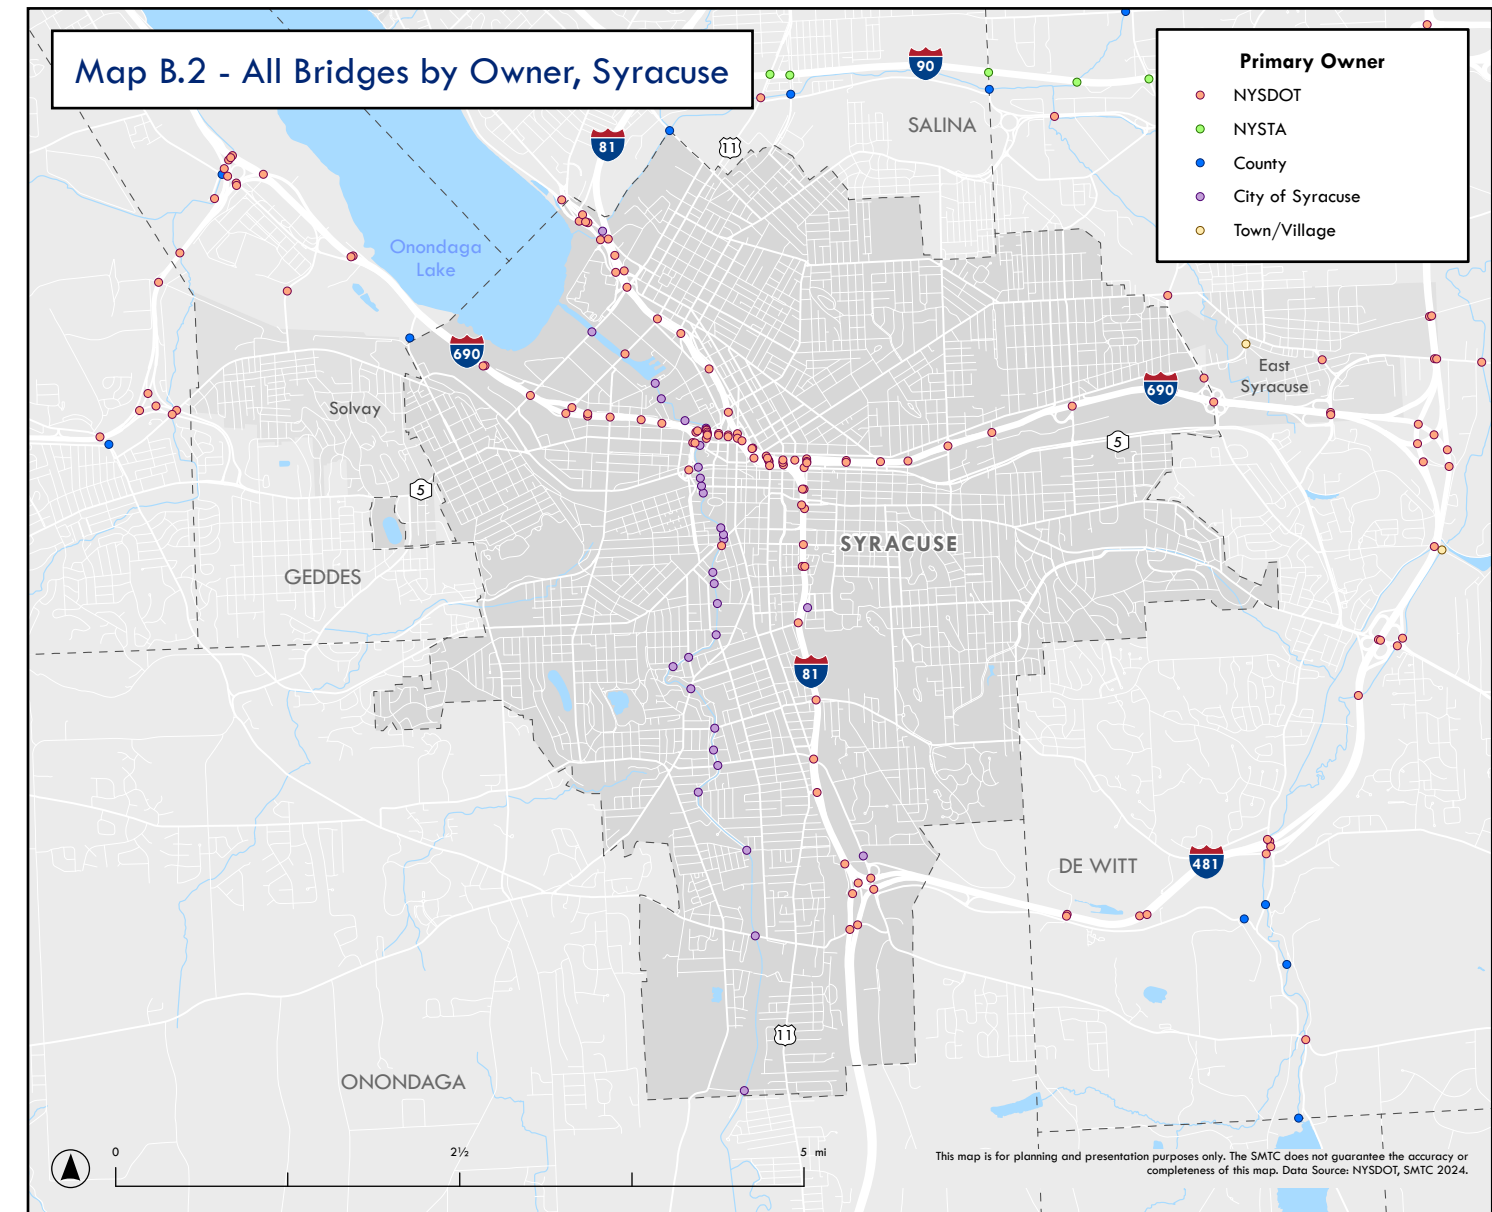 Map B.2 - All Bridges by Owner, Syracuse
Primary Owner
NYSDOT
NYSTA
County
City of Syracuse
Town/Village
90
SALINA
81
11
Onondaga
Lake
690
East
Syracuse
690
Solvay
5
5
SYRACUSE
GEDDES
81
DE WITT
481
11
ONONDAGA
0 2½ 5 mi
This map is for planning and presentation purposes only. The SMTC does not guarantee the accuracy or
completeness of this map. Data Source: NYSDOT, SMTC 2024.